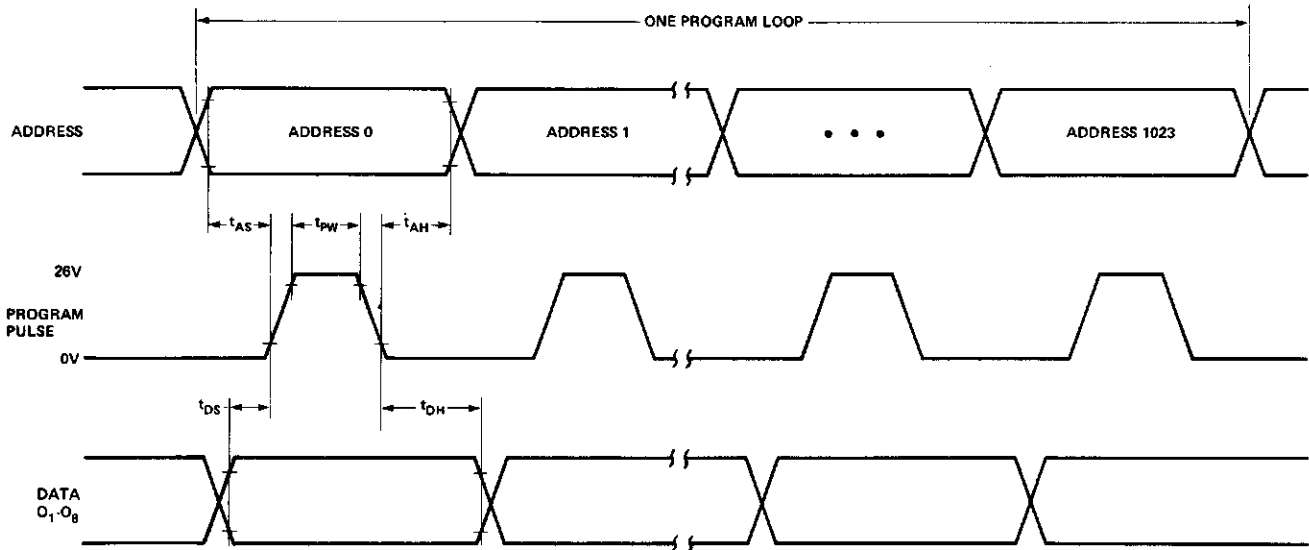 ONE PROGRAM LOOP
ADDRESS
ADDRESS 0
ADDRESS 1
• • •
ADDRESS 1023
tAS
tPW
tAH
26V
PROGRAM
PULSE
0V
tDS
tDH
DATA
O1-O8